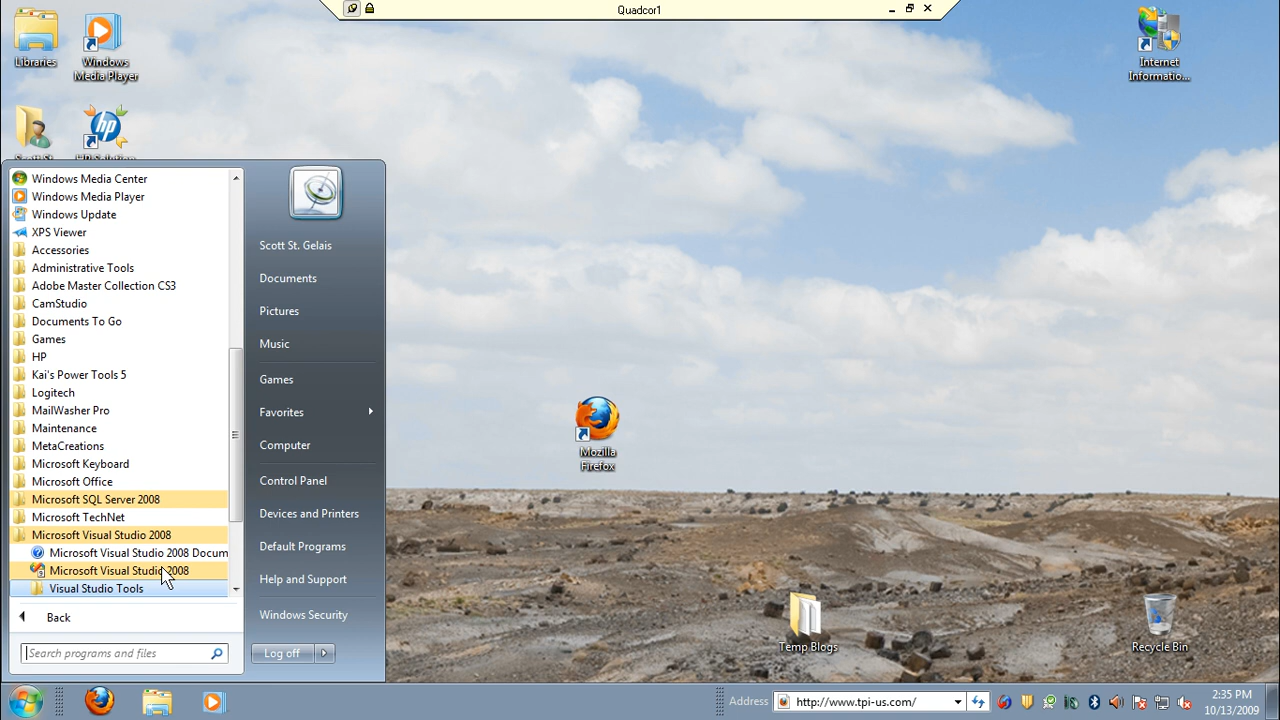 Quadcor1
Libraries
Windows
Media Player
Internet
Informatio...
Windows Media Center
Windows Media Player
Windows Update
XPS Viewer
Accessories
Administrative Tools
Adobe Master Collection CS3
CamStudio
Documents To Go
Games
HP
Kai's Power Tools 5
Logitech
MailWasher Pro
Maintenance
MetaCreations
Microsoft Keyboard
Microsoft Office
Microsoft SQL Server 2008
Microsoft TechNet
Microsoft Visual Studio 2008
Microsoft Visual Studio 2008 Docum
Microsoft Visual Studio 2008
Visual Studio Tools
Back
Search programs and files
Scott St. Gelais
Documents
Pictures
Music
Games
Favorites
Computer
Control Panel
Devices and Printers
Default Programs
Help and Support
Windows Security
Log off
Mozilla
Firefox
Temp Blogs
Recycle Bin
Address http://www.tpi-us.com/
2:35 PM
10/13/2009